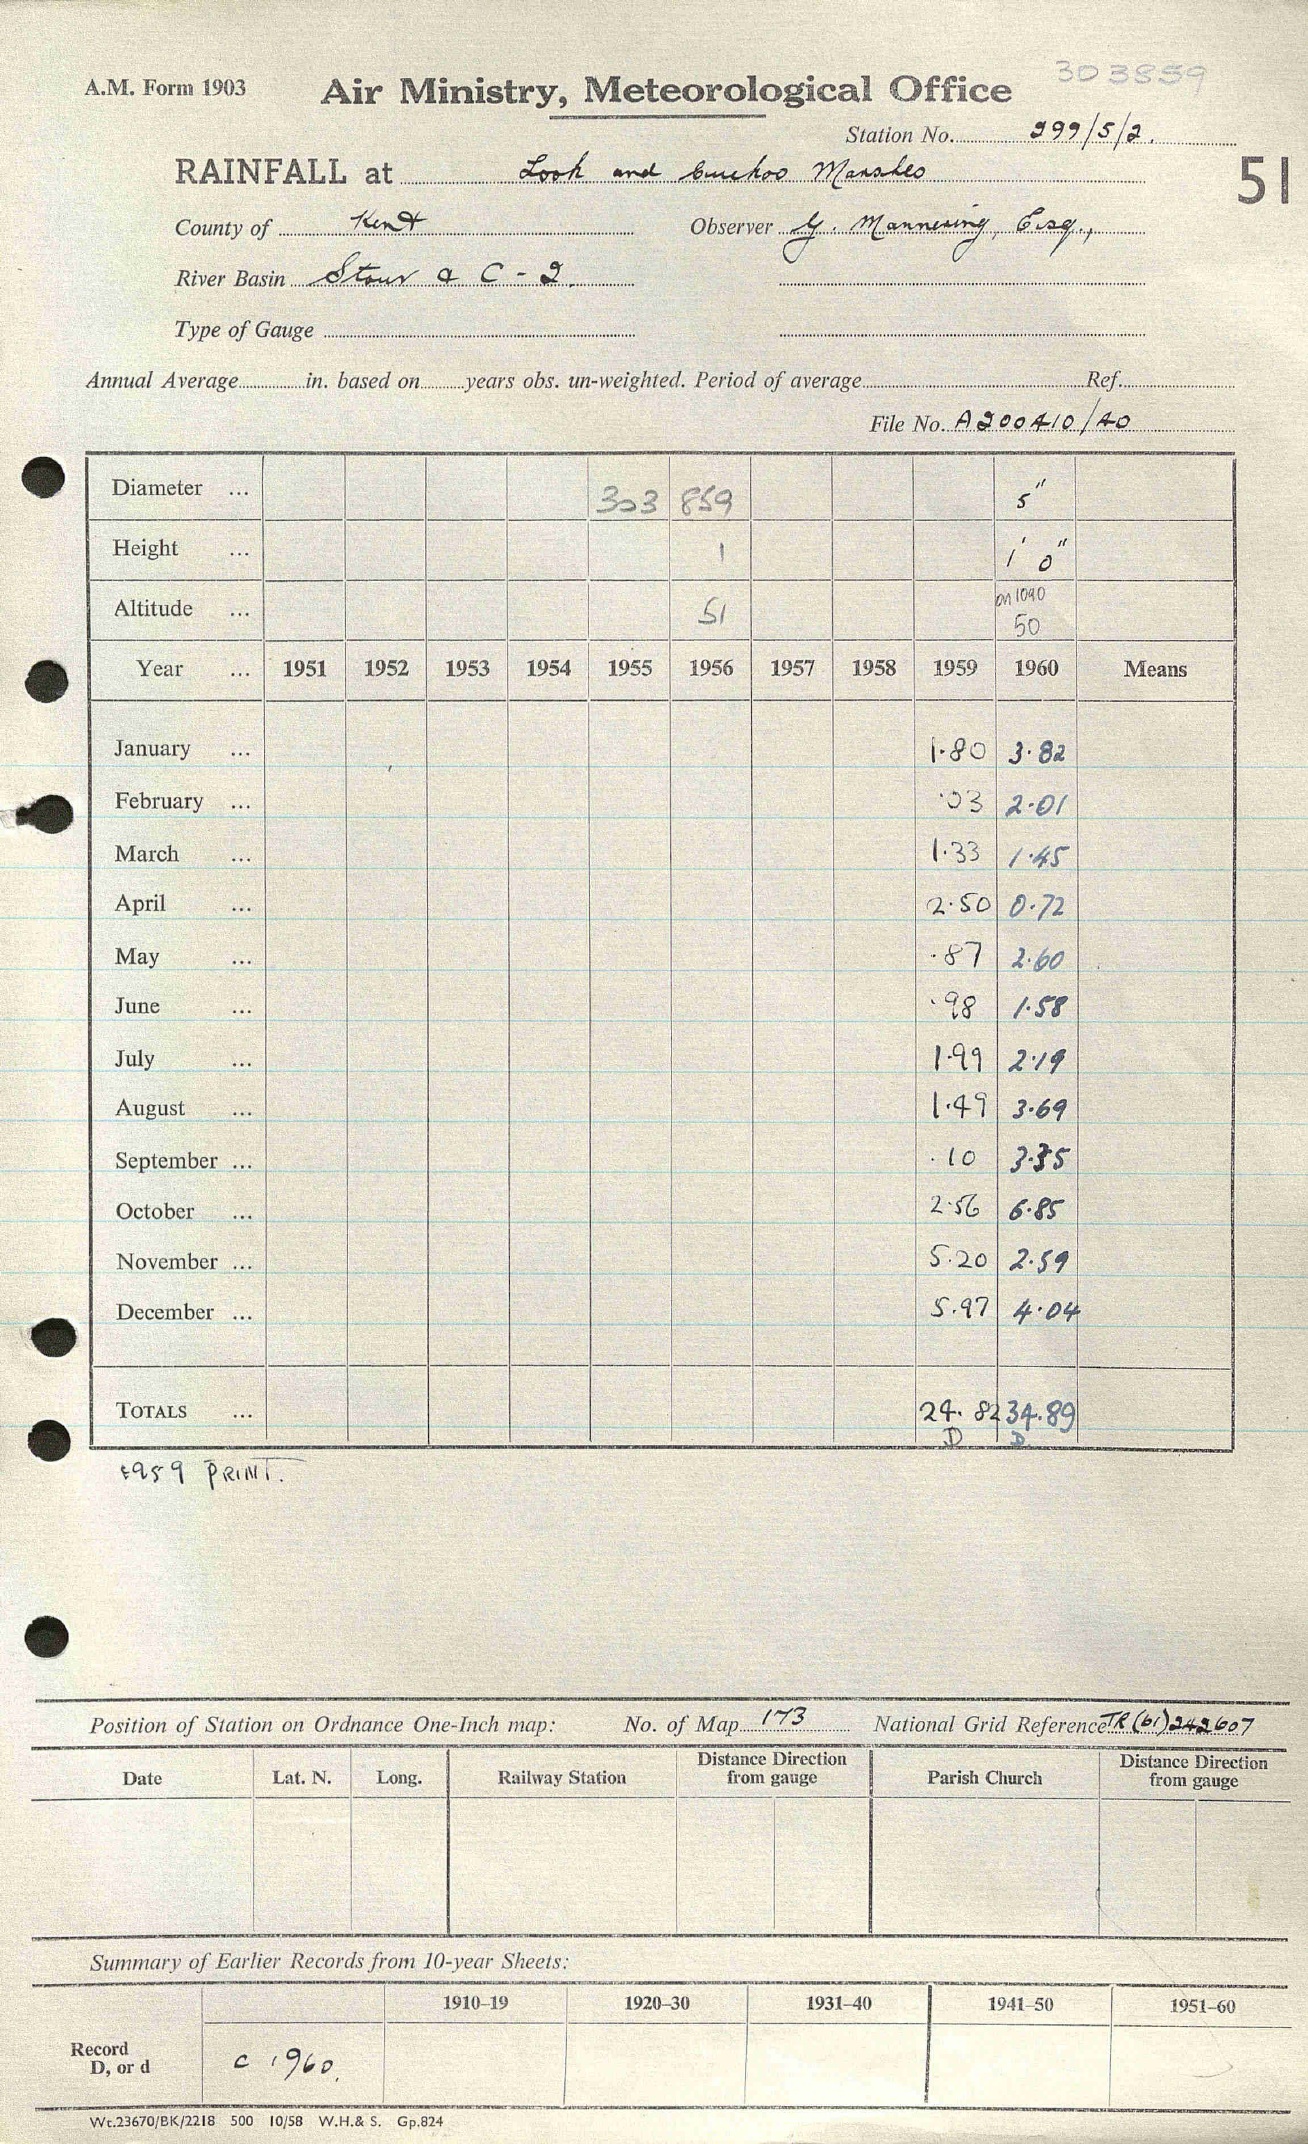 303859
A.M. Form 1903 Air Ministry, Meteorological Office
Station No. 299/5/2.
RAINFALL at Look and Cuckoo Marshes
51
County of Kent Observer G. Mannering, Esq.,
River Basin Stour & C - 2.
Type of Gauge
Annual Average in. based on years obs. un-weighted. Period of average Ref.
File No. A200410/40
Diameter ... 303 859 5"
Height ... 1 1' 0"
Altitude ... 51 50
Year ... 1951 1952 1953 1954 1955 1956 1957 1958 1959 1960 Means
January ... 1.80 3.82
February ... .03 2.01
March ... 1.33 1.45
April ... 2.50 0.72
May ... .87 2.60
June ... .98 1.58
July ... 1.99 2.19
August ... 1.49 3.69
September ... .10 3.35
October ... 2.56 6.85
November ... 5.20 2.59
December ... 5.97 4.04
TOTALS ... 24.82 34.89
D D
1959 PRINT.
Position of Station on Ordnance One-Inch map: No. of Map 173 National Grid Reference TR(61)242607
Date Lat. N. Long. Railway Station Distance Direction from gauge Parish Church Distance Direction from gauge
Summary of Earlier Records from 10-year Sheets:
1910–19 1920–30 1931–40 1941–50 1951–60
Record
D, or d c 1960.
Wt.23670/BK/2218 500 10/58 W.H.& S. Gp.824